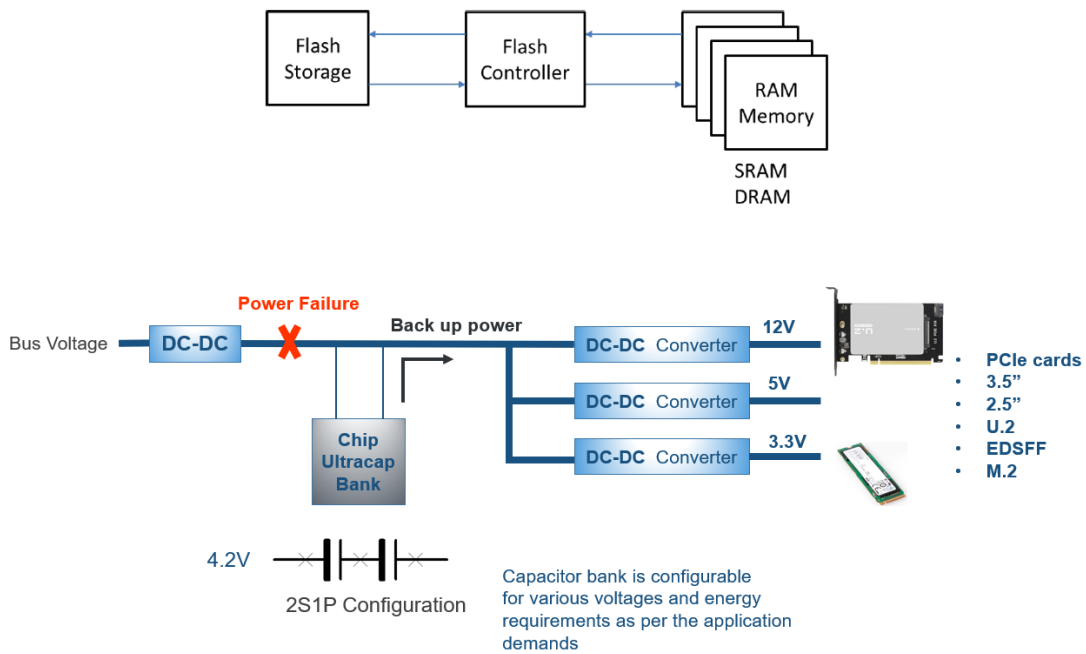 Flash
Storage
Flash
Controller
RAM
Memory
SRAM
DRAM
Power Failure
Back up power
12V
Bus Voltage
DC-DC
DC-DC Converter
U.2
• PCIe cards
• 3.5”
• 2.5”
• U.2
• EDSFF
• M.2
5V
DC-DC Converter
Chip
Ultracap
Bank
3.3V
DC-DC Converter
4.2V
2S1P Configuration
Capacitor bank is configurable
for various voltages and energy
requirements as per the application
demands